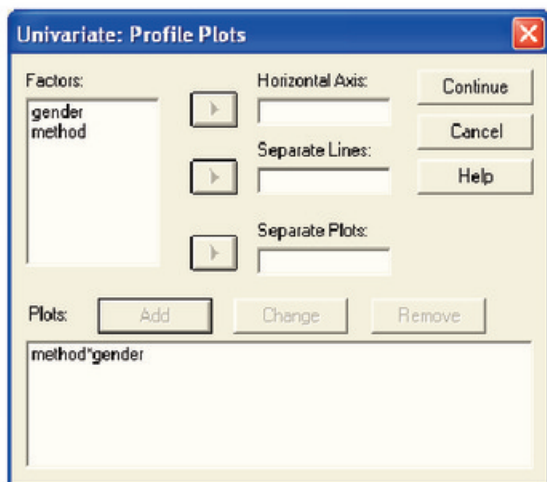 Univariate: Profile Plots
Factors:
gender
method
Horizontal Axis:
Separate Lines:
Separate Plots:
Continue
Cancel
Help
Plots:
Add
Change
Remove
method*gender